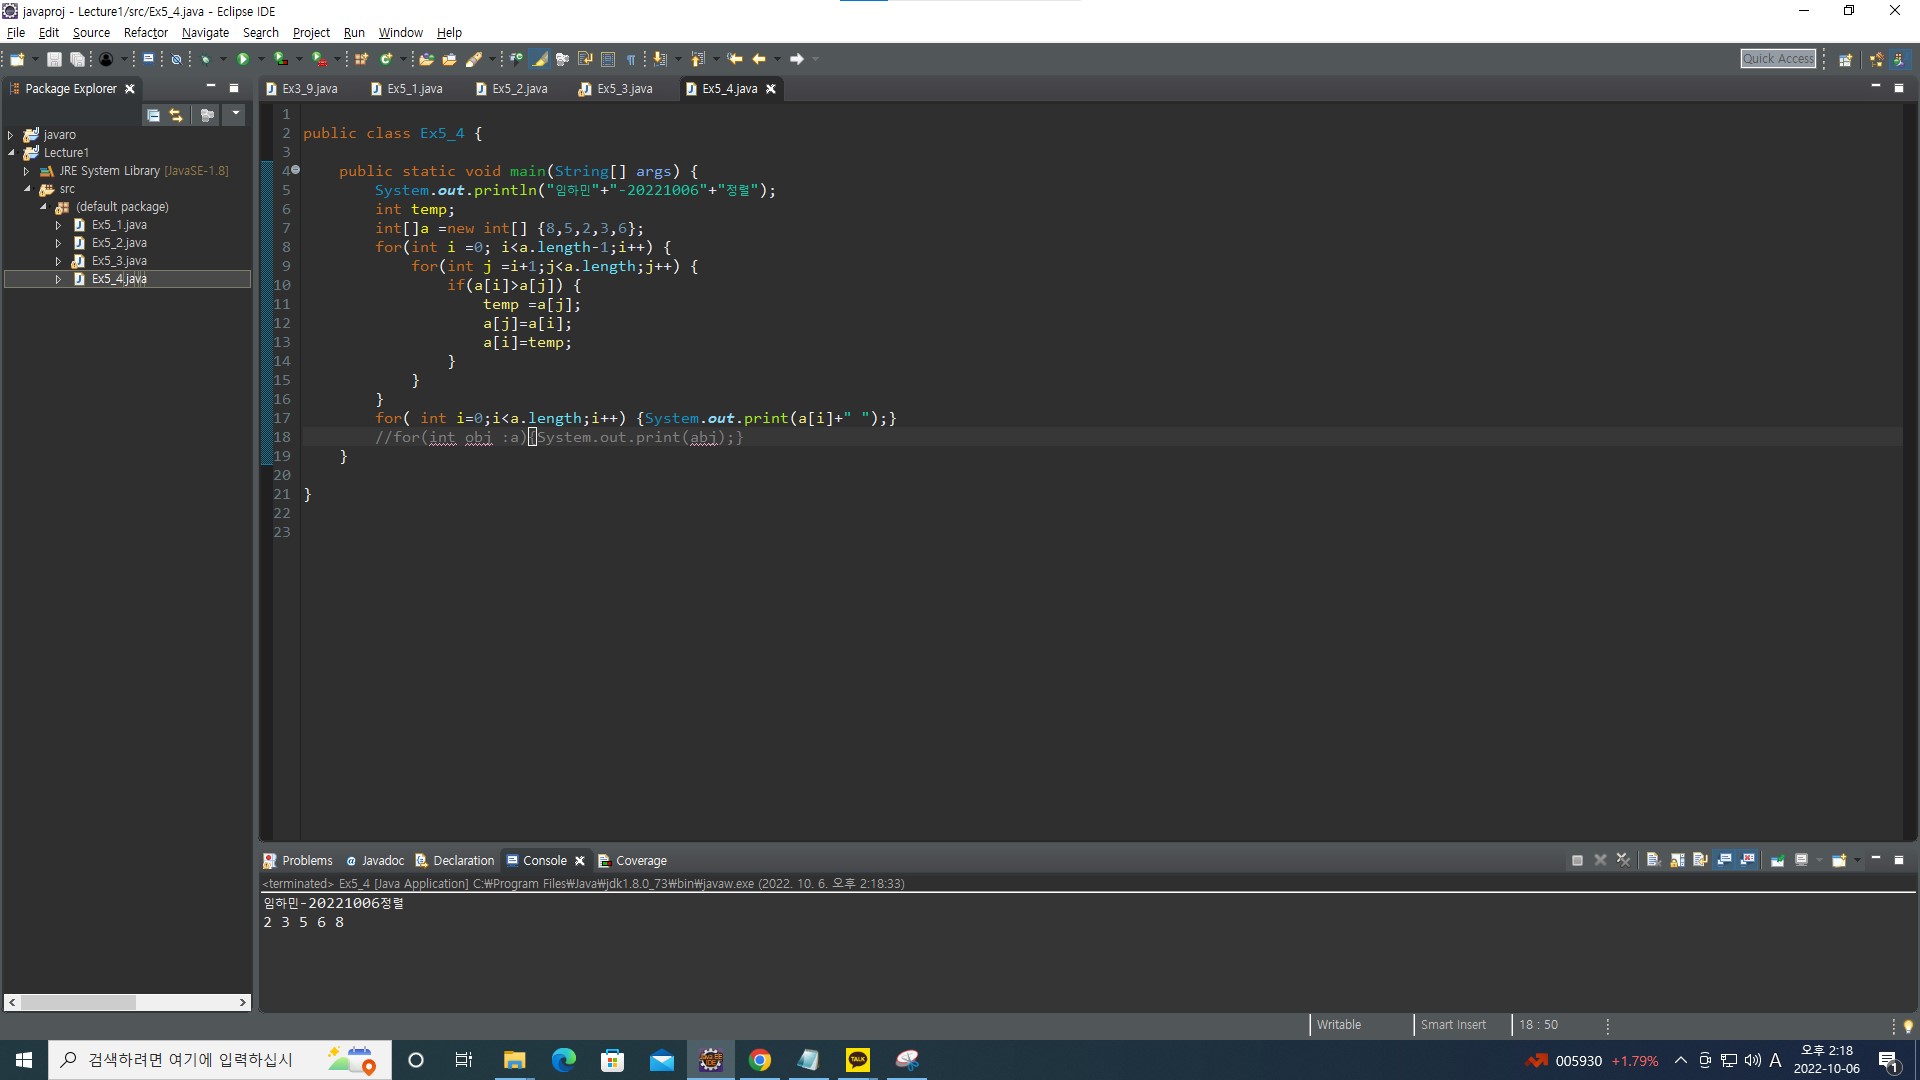 javaproj - Lecture1/src/Ex5_4.java - Eclipse IDE
File Edit Source Refactor Navigate Search Project Run Window Help
Quick Access
Package Explorer
Ex3_9.java Ex5_1.java Ex5_2.java Ex5_3.java Ex5_4.java
javaro
Lecture1
JRE System Library [JavaSE-1.8]
src
(default package)
Ex5_1.java
Ex5_2.java
Ex5_3.java
Ex5_4.java
1
2 public class Ex5_4 {
3
4 public static void main(String[] args) {
5 System.out.println("임하민"+"-20221006"+"정렬");
6 int temp;
7 int[]a =new int[] {8,5,2,3,6};
8 for(int i =0; i<a.length-1;i++) {
9 for(int j =i+1;j<a.length;j++) {
10 if(a[i]>a[j]) {
11 temp =a[j];
12 a[j]=a[i];
13 a[i]=temp;
14 }
15 }
16 }
17 for( int i=0;i<a.length;i++) {System.out.print(a[i]+" ");}
18 //for(int obj :a){System.out.print(abj);}
19 }
20
21 }
22
23
Problems Javadoc Declaration Console Coverage
<terminated> Ex5_4 [Java Application] C:₩Program Files₩Java₩jdk1.8.0_73₩bin₩javaw.exe (2022. 10. 6. 오후 2:18:33)
임하민-20221006정렬
2 3 5 6 8
Writable Smart Insert 18 : 50
검색하려면 여기에 입력하십시
TALK
005930 +1.79% A 오후 2:18
2022-10-06
1